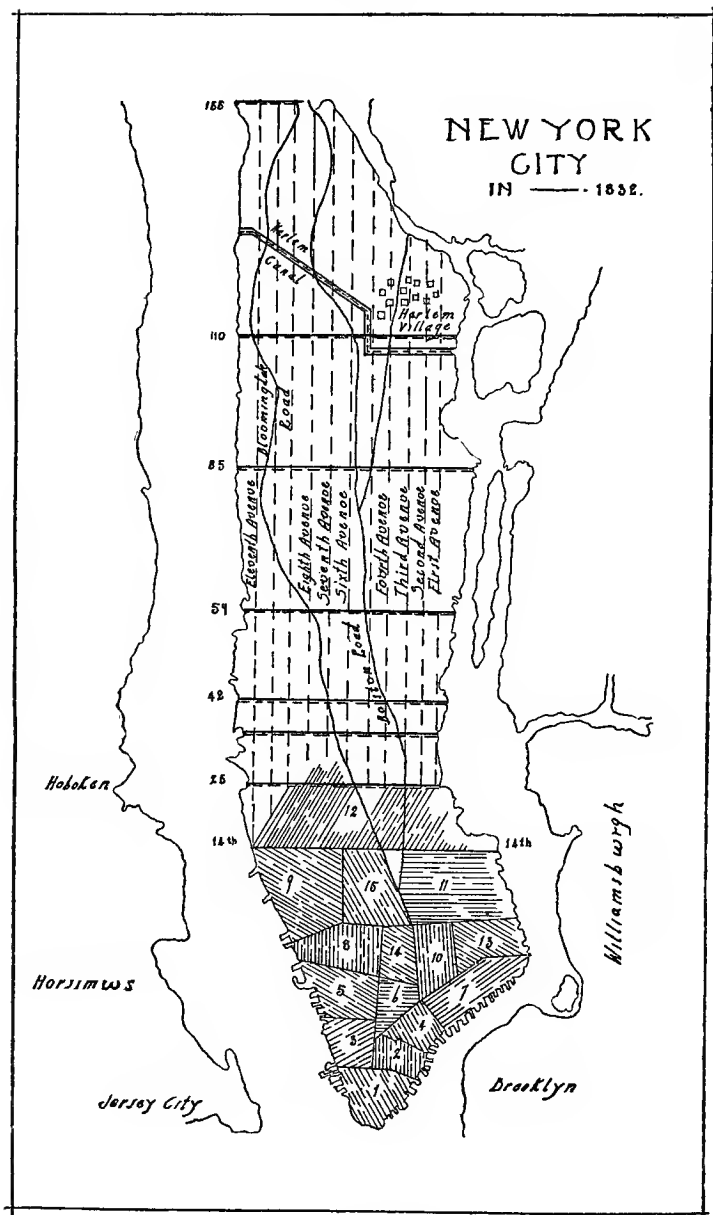 NEW YORK
CITY
IN — 1832.
155
Harlem
Canal
Harlem
Village
110
Bloomingdale
Road
85
Eleventh Avenue
Eighth Avenue
Seventh Avenue
Sixth Avenue
Fourth Avenue
Third Avenue
Second Avenue
First Avenue
59
Boston Road
42
25
Hoboken
12
14th
14th
Williamsburgh
9
15
11
8
14
10
13
Horsimus
5
6
7
3
4
2
1
Jersey City
Brooklyn